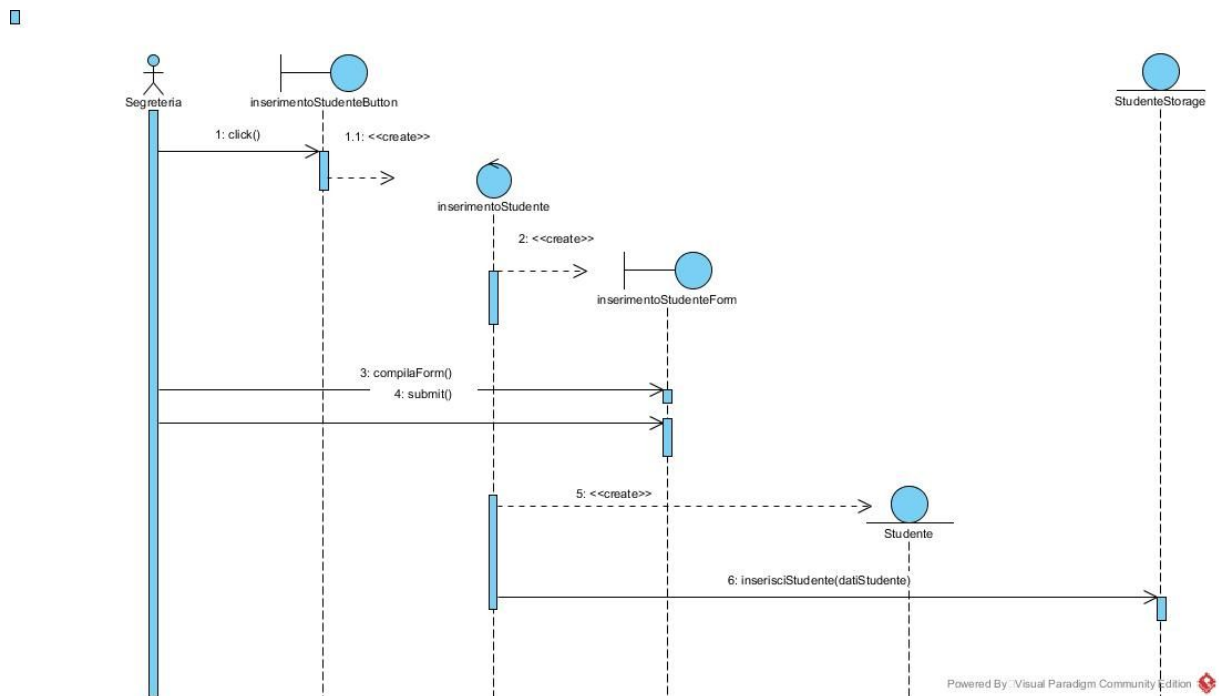 Segreteria
inserimentoStudenteButton
StudenteStorage
1: click()
1.1: <<create>>
inserimentoStudente
2: <<create>>
inserimentoStudenteForm
3: compilaForm()
4: submit()
5: <<create>>
Studente
6: inserisciStudente(datiStudente)
Powered By Visual Paradigm Community Edition